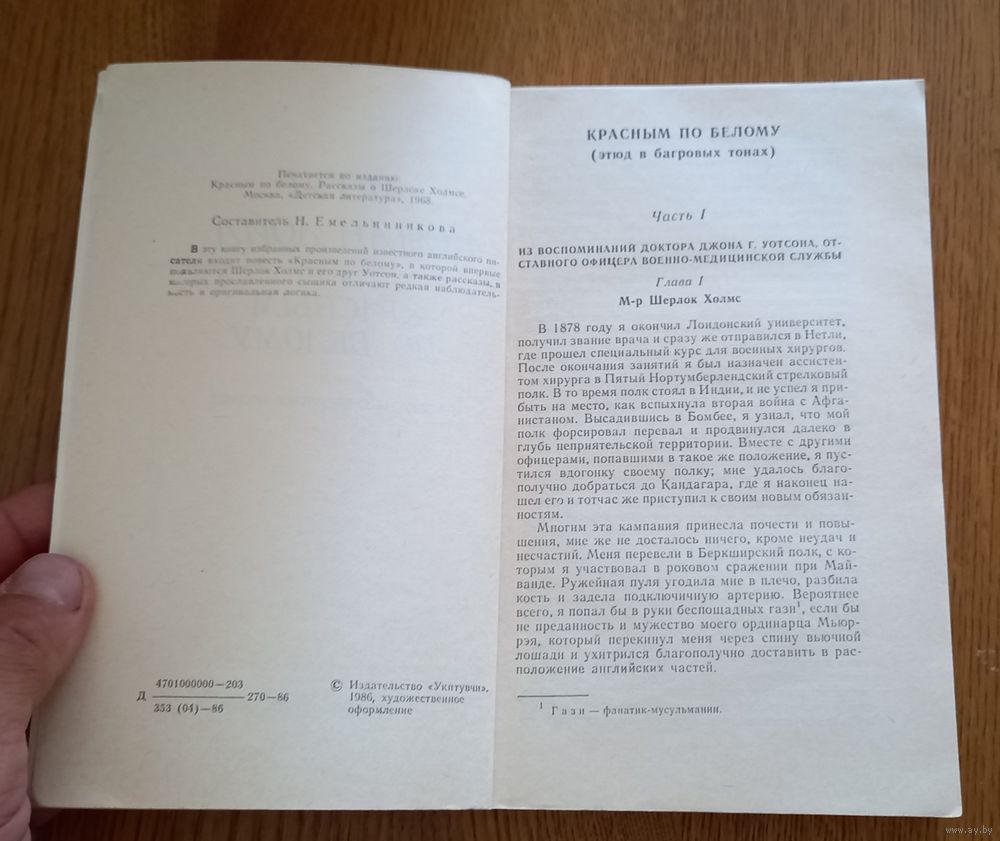 Печатается по изданию:
Красным по белому. Рассказы о Шерлоке Холмсе.
Москва, «Детская литература», 1968.
Составитель Н. Емельянникова
В эту книгу избранных произведений известного английского пи-
сателя входит повесть «Красным по белому», в которой впервые
появляются Шерлок Холмс и его друг Уотсон, а также рассказы, в
которых прославленного сыщика отличают редкая наблюдатель-
ность и оригинальная логика.
4701000000—203
Д 270—86
353 (04)—86
© Издательство «Укитувчи»,
1986, художественное
оформление
КРАСНЫМ ПО БЕЛОМУ
(этюд в багровых тонах)
Часть I
ИЗ ВОСПОМИНАНИЙ ДОКТОРА ДЖОНА Г. УОТСОНА, ОТ-
СТАВНОГО ОФИЦЕРА ВОЕННО-МЕДИЦИНСКОЙ СЛУЖБЫ
Глава I
М-р Шерлок Холмс
В 1878 году я окончил Лондонский университет,
получил звание врача и сразу же отправился в Нетли,
где прошел специальный курс для военных хирургов.
После окончания занятий я был назначен ассистен-
том хирурга в Пятый Нортумберлендский стрелковый
полк. В то время полк стоял в Индии, и не успел я при-
быть на место, как вспыхнула вторая война с Афга-
нистаном. Высадившись в Бомбее, я узнал, что мой
полк форсировал перевал и продвинулся далеко в
глубь неприятельской территории. Вместе с другими
офицерами, попавшими в такое же положение, я пус-
тился вдогонку своему полку; мне удалось благо-
получно добраться до Кандагара, где я наконец на-
шел его и тотчас же приступил к своим новым обязан-
ностям.
Многим эта кампания принесла почести и повы-
шения, мне же не досталось ничего, кроме неудач и
несчастий. Меня перевели в Беркширский полк, с ко-
торым я участвовал в роковом сражении при Май-
ванде. Ружейная пуля угодила мне в плечо, разбила
кость и задела подключичную артерию. Вероятнее
всего, я попал бы в руки беспощадных гази¹, если бы
не преданность и мужество моего ординарца Мьюр-
рэя, который перекинул меня через спину вьючной
лошади и ухитрился благополучно доставить в рас-
положение английских частей.
¹ Гази — фанатик-мусульманин.
www.ay.by